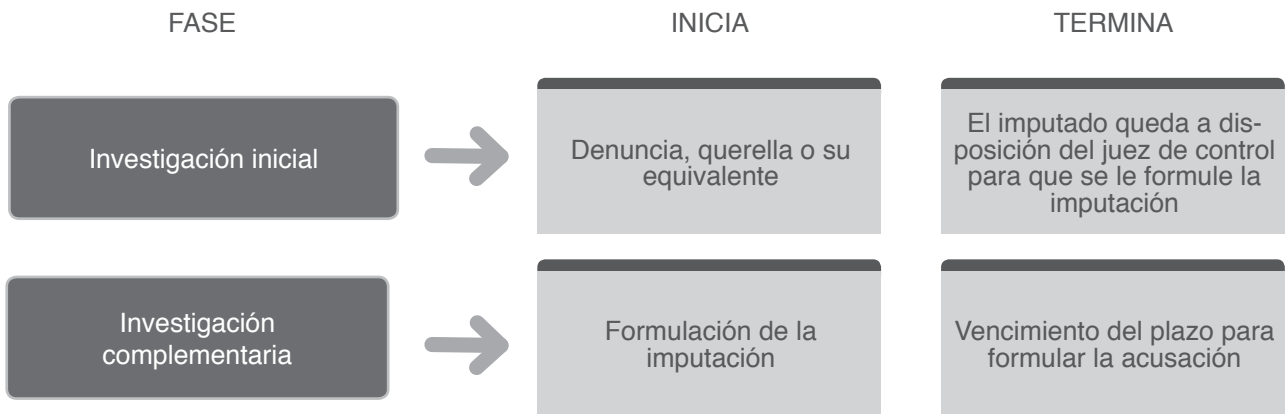 FASE
INICIA
TERMINA
Investigación inicial
Denuncia, querella o su
equivalente
El imputado queda a dis-
posición del juez de control
para que se le formule la
imputación
Investigación
complementaria
Formulación de la
imputación
Vencimiento del plazo para
formular la acusación